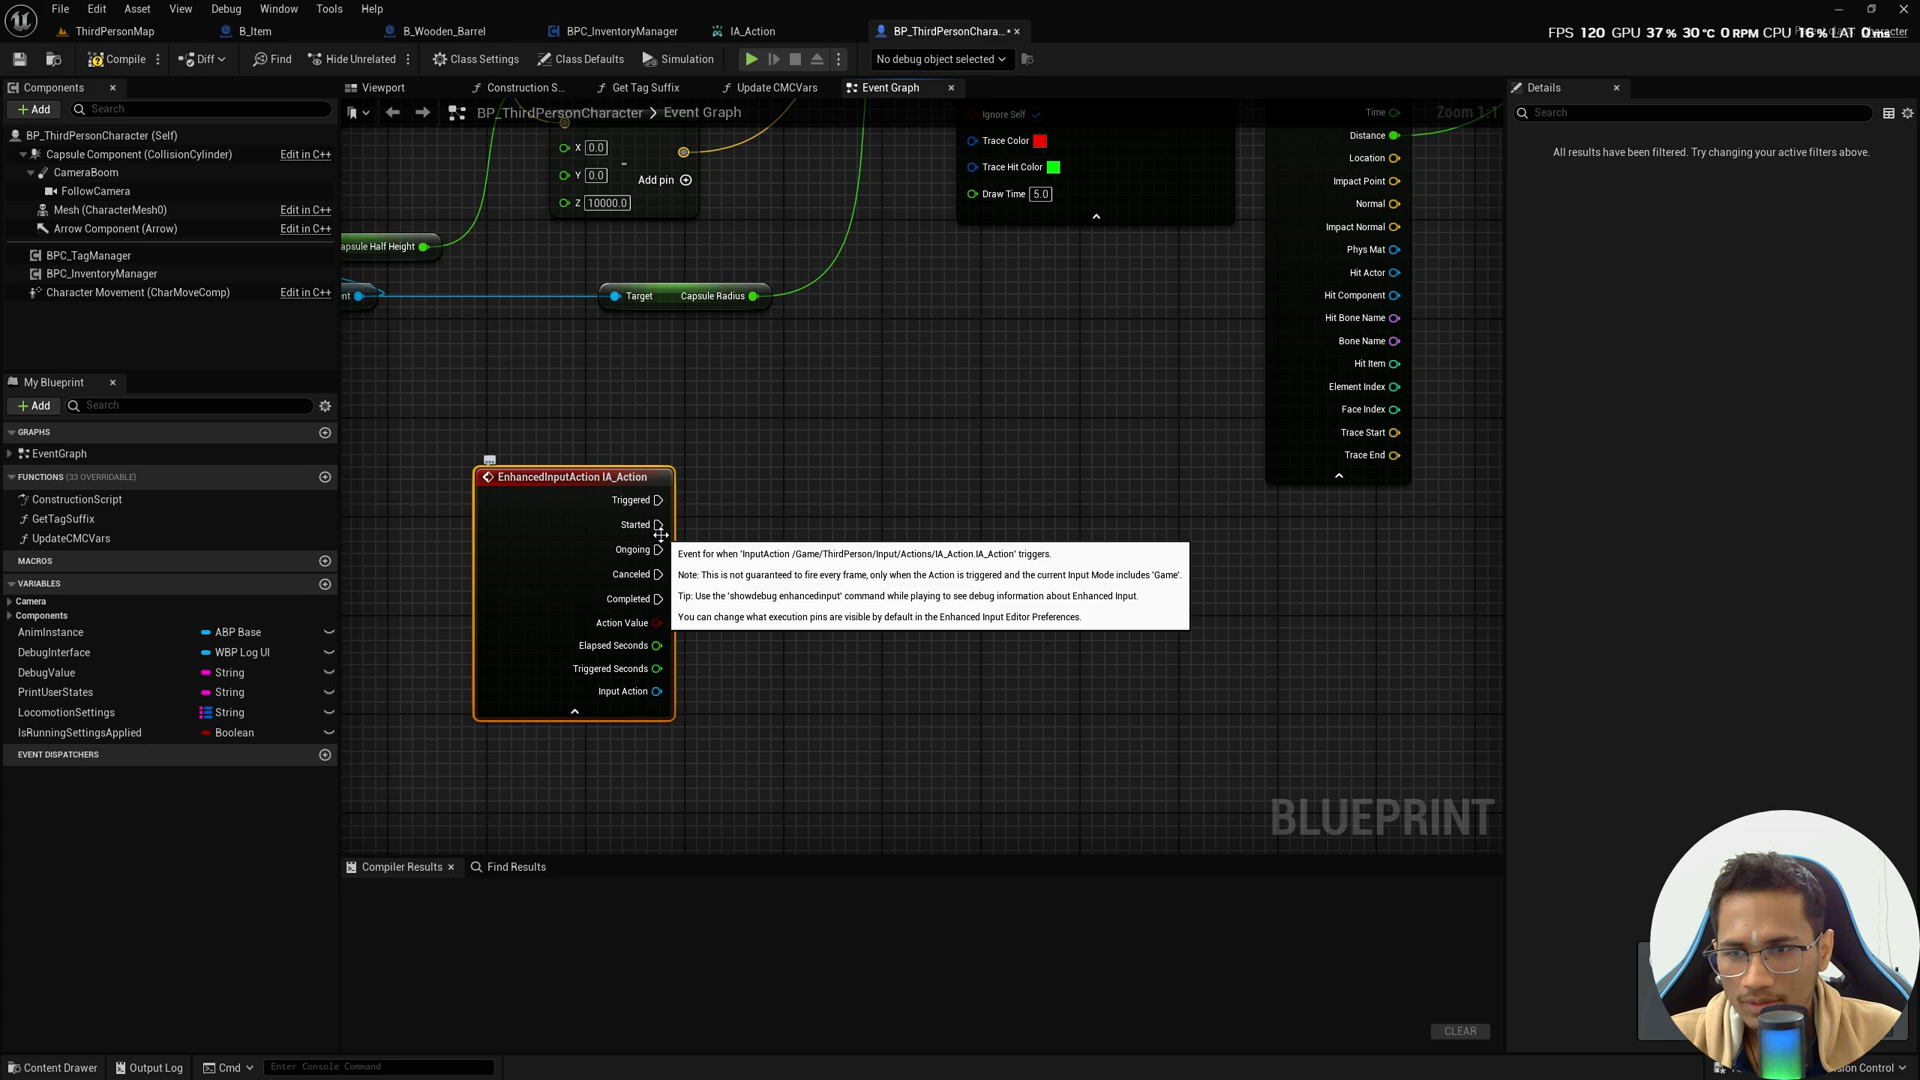 File Edit Asset View Debug Window Tools Help
ThirdPersonMap B_Item B_Wooden_Barrel BPC_InventoryManager IA_Action BP_ThirdPersonChara...• ×
FPS 120 GPU 37 % 30°C 0 RPM CPU 16 % LAT 0 ms
Compile Diff Find Hide Unrelated Class Settings Class Defaults Simulation No debug object selected
Components
Viewport Construction S... Get Tag Suffix Update CMCVars Event Graph
Details
+ Add Search
BP_ThirdPersonCharacter > Event Graph
Zoom 1:1
Search
BP_ThirdPersonCharacter (Self)
Capsule Component (CollisionCylinder) Edit in C++
CameraBoom
FollowCamera
Mesh (CharacterMesh0) Edit in C++
Arrow Component (Arrow) Edit in C++
BPC_TagManager
BPC_InventoryManager
Character Movement (CharMoveComp) Edit in C++
X 0.0
Y 0.0
Z 10000.0
Add pin
apsule Half Height
Target Capsule Radius
Ignore Self
Trace Color
Trace Hit Color
Draw Time 5.0
Time
Distance
Location
Impact Point
Normal
Impact Normal
Phys Mat
Hit Actor
Hit Component
Hit Bone Name
Bone Name
Hit Item
Element Index
Face Index
Trace Start
Trace End
All results have been filtered. Try changing your active filters above.
My Blueprint
+ Add Search
GRAPHS
EventGraph
FUNCTIONS (33 OVERRIDABLE)
ConstructionScript
GetTagSuffix
UpdateCMCVars
MACROS
VARIABLES
Camera
Components
AnimInstance ABP Base
DebugInterface WBP Log UI
DebugValue String
PrintUserStates String
LocomotionSettings String
IsRunningSettingsApplied Boolean
EVENT DISPATCHERS
EnhancedInputAction IA_Action
Triggered
Started
Ongoing
Canceled
Completed
Action Value
Elapsed Seconds
Triggered Seconds
Input Action
Event for when 'InputAction /Game/ThirdPerson/Input/Actions/IA_Action.IA_Action' triggers.
Note: This is not guaranteed to fire every frame, only when the Action is triggered and the current Input Mode includes 'Game'.
Tip: Use the 'showdebug enhancedinput' command while playing to see debug information about Enhanced Input.
You can change what execution pins are visible by default in the Enhanced Input Editor Preferences.
BLUEPRINT
Compiler Results Find Results
CLEAR
Content Drawer Output Log Cmd Enter Console Command
Control